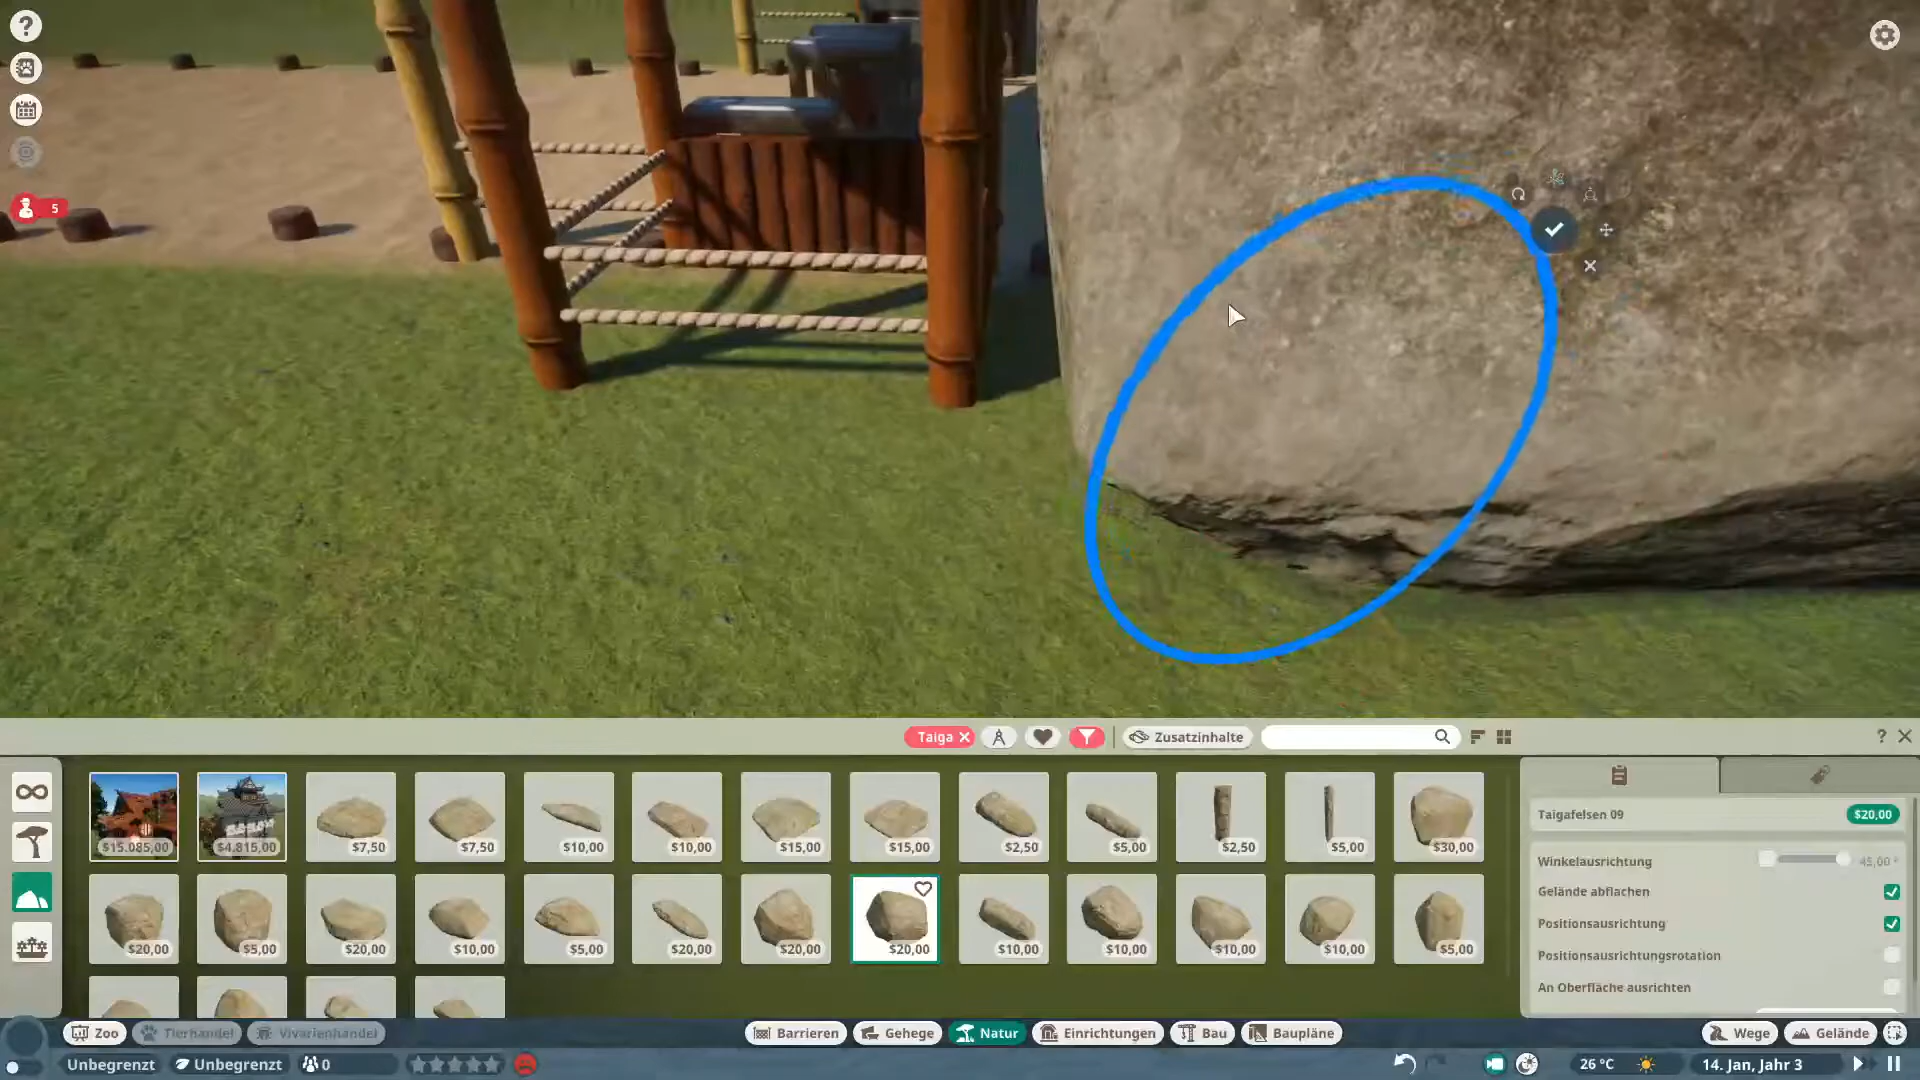 ?
5
Taiga ✕
Zusatzinhalte
? ✕
$15.085,00 $4.815,00 $7,50 $7,50 $10,00 $10,00 $15,00 $15,00 $2,50 $5,00 $2,50 $5,00 $30,00
$20,00 $5,00 $20,00 $10,00 $5,00 $20,00 $20,00 $20,00 $10,00 $10,00 $10,00 $10,00 $5,00
Taigafelsen 09 $20,00
Winkelausrichtung 45,00 °
Gelände abflachen
Positionsausrichtung
Positionsausrichtungsrotation
An Oberfläche ausrichten
Zoo Tierhandel Vivarienhandel Barrieren Gehege Natur Einrichtungen Bau Baupläne Wege Gelände
Unbegrenzt Unbegrenzt 0 26 °C 14. Jan, Jahr 3